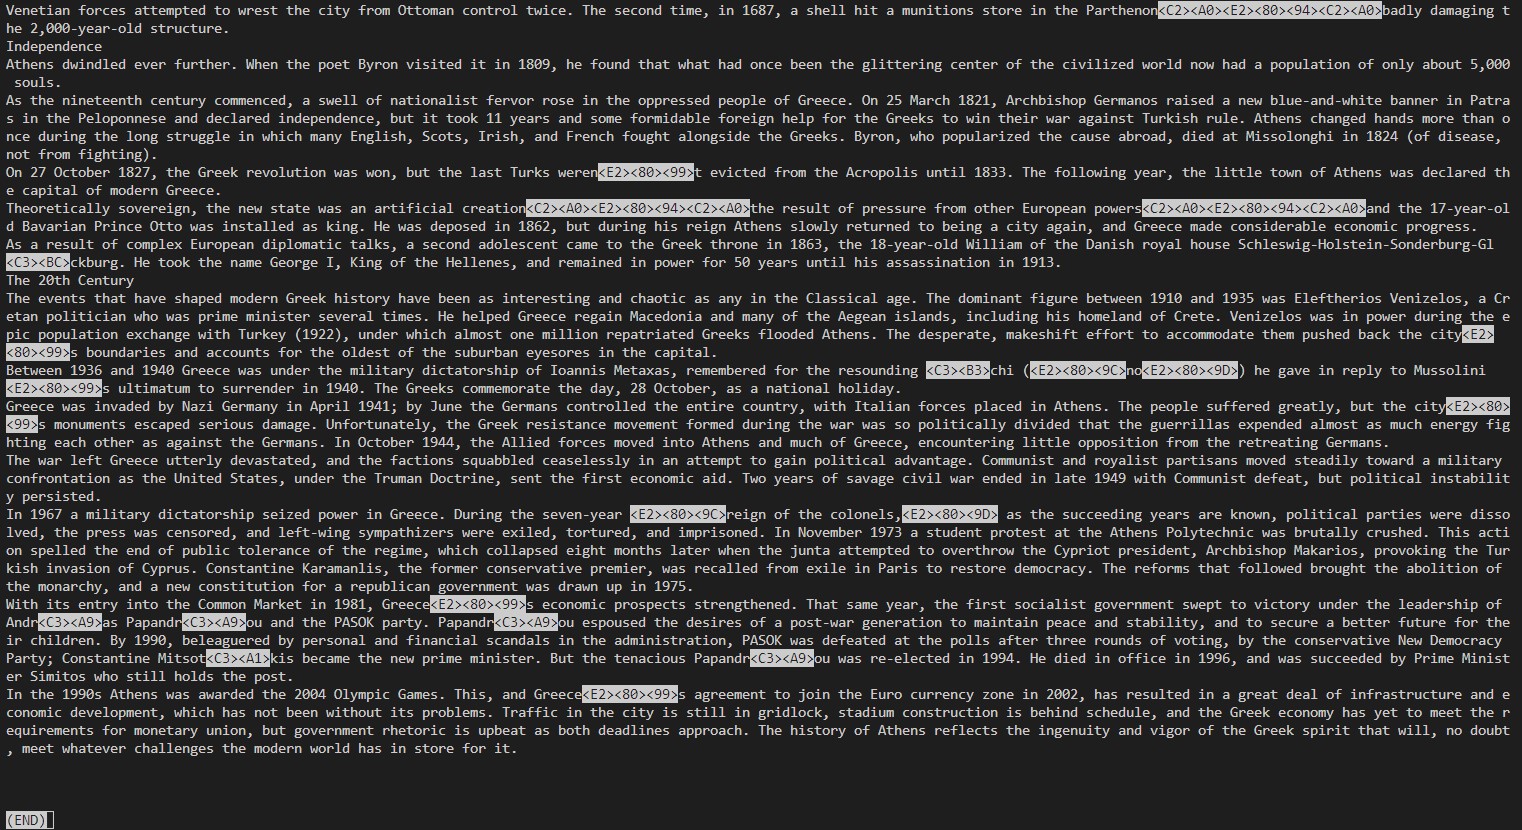 Venetian forces attempted to wrest the city from Ottoman control twice. The second time, in 1687, a shell hit a munitions store in the Parthenon<C2><A0><E2><80><94><C2><A0>badly damaging t
he 2,000-year-old structure.
Independence
Athens dwindled ever further. When the poet Byron visited it in 1809, he found that what had once been the glittering center of the civilized world now had a population of only about 5,000
 souls.
As the nineteenth century commenced, a swell of nationalist fervor rose in the oppressed people of Greece. On 25 March 1821, Archbishop Germanos raised a new blue-and-white banner in Patra
s in the Peloponnese and declared independence, but it took 11 years and some formidable foreign help for the Greeks to win their war against Turkish rule. Athens changed hands more than o
nce during the long struggle in which many English, Scots, Irish, and French fought alongside the Greeks. Byron, who popularized the cause abroad, died at Missolonghi in 1824 (of disease,
not from fighting).
On 27 October 1827, the Greek revolution was won, but the last Turks weren<E2><80><99>t evicted from the Acropolis until 1833. The following year, the little town of Athens was declared th
e capital of modern Greece.
Theoretically sovereign, the new state was an artificial creation<C2><A0><E2><80><94><C2><A0>the result of pressure from other European powers<C2><A0><E2><80><94><C2><A0>and the 17-year-ol
d Bavarian Prince Otto was installed as king. He was deposed in 1862, but during his reign Athens slowly returned to being a city again, and Greece made considerable economic progress.
As a result of complex European diplomatic talks, a second adolescent came to the Greek throne in 1863, the 18-year-old William of the Danish royal house Schleswig-Holstein-Sonderburg-Gl
<C3><BC>ckburg. He took the name George I, King of the Hellenes, and remained in power for 50 years until his assassination in 1913.
The 20th Century
The events that have shaped modern Greek history have been as interesting and chaotic as any in the Classical age. The dominant figure between 1910 and 1935 was Eleftherios Venizelos, a Cr
etan politician who was prime minister several times. He helped Greece regain Macedonia and many of the Aegean islands, including his homeland of Crete. Venizelos was in power during the e
pic population exchange with Turkey (1922), under which almost one million repatriated Greeks flooded Athens. The desperate, makeshift effort to accommodate them pushed back the city<E2>
<80><99>s boundaries and accounts for the oldest of the suburban eyesores in the capital.
Between 1936 and 1940 Greece was under the military dictatorship of Ioannis Metaxas, remembered for the resounding <C3><B3>chi (<E2><80><9C>no<E2><80><9D>) he gave in reply to Mussolini
<E2><80><99>s ultimatum to surrender in 1940. The Greeks commemorate the day, 28 October, as a national holiday.
Greece was invaded by Nazi Germany in April 1941; by June the Germans controlled the entire country, with Italian forces placed in Athens. The people suffered greatly, but the city<E2><80>
<99>s monuments escaped serious damage. Unfortunately, the Greek resistance movement formed during the war was so politically divided that the guerrillas expended almost as much energy fig
hting each other as against the Germans. In October 1944, the Allied forces moved into Athens and much of Greece, encountering little opposition from the retreating Germans.
The war left Greece utterly devastated, and the factions squabbled ceaselessly in an attempt to gain political advantage. Communist and royalist partisans moved steadily toward a military
confrontation as the United States, under the Truman Doctrine, sent the first economic aid. Two years of savage civil war ended in late 1949 with Communist defeat, but political instabilit
y persisted.
In 1967 a military dictatorship seized power in Greece. During the seven-year <E2><80><9C>reign of the colonels,<E2><80><9D> as the succeeding years are known, political parties were disso
lved, the press was censored, and left-wing sympathizers were exiled, tortured, and imprisoned. In November 1973 a student protest at the Athens Polytechnic was brutally crushed. This acti
on spelled the end of public tolerance of the regime, which collapsed eight months later when the junta attempted to overthrow the Cypriot president, Archbishop Makarios, provoking the Tur
kish invasion of Cyprus. Constantine Karamanlis, the former conservative premier, was recalled from exile in Paris to restore democracy. The reforms that followed brought the abolition of
the monarchy, and a new constitution for a republican government was drawn up in 1975.
With its entry into the Common Market in 1981, Greece<E2><80><99>s economic prospects strengthened. That same year, the first socialist government swept to victory under the leadership of
Andr<C3><A9>as Papandr<C3><A9>ou and the PASOK party. Papandr<C3><A9>ou espoused the desires of a post-war generation to maintain peace and stability, and to secure a better future for the
ir children. By 1990, beleaguered by personal and financial scandals in the administration, PASOK was defeated at the polls after three rounds of voting, by the conservative New Democracy
Party; Constantine Mitsot<C3><A1>kis became the new prime minister. But the tenacious Papandr<C3><A9>ou was re-elected in 1994. He died in office in 1996, and was succeeded by Prime Minist
er Simitos who still holds the post.
In the 1990s Athens was awarded the 2004 Olympic Games. This, and Greece<E2><80><99>s agreement to join the Euro currency zone in 2002, has resulted in a great deal of infrastructure and e
conomic development, which has not been without its problems. Traffic in the city is still in gridlock, stadium construction is behind schedule, and the Greek economy has yet to meet the r
equirements for monetary union, but government rhetoric is upbeat as both deadlines approach. The history of Athens reflects the ingenuity and vigor of the Greek spirit that will, no doubt
, meet whatever challenges the modern world has in store for it.
(END)